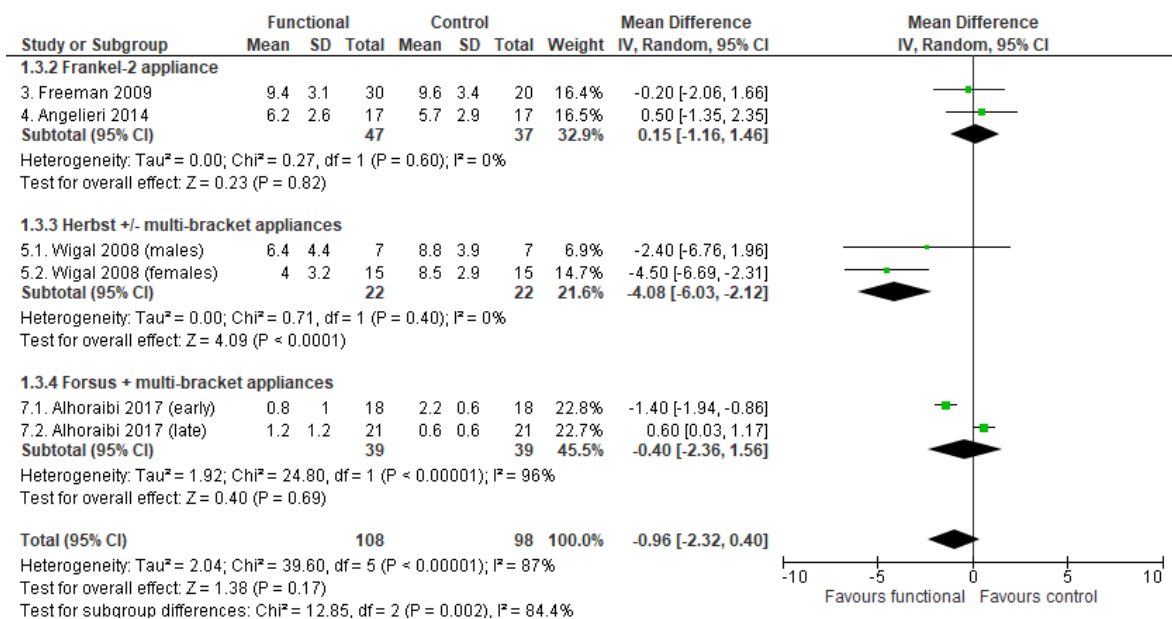 Functional Control Mean Difference Mean Difference
Study or Subgroup Mean SD Total Mean SD Total Weight IV, Random, 95% CI IV, Random, 95% CI
1.3.2 Frankel-2 appliance
3. Freeman 2009 9.4 3.1 30 9.6 3.4 20 16.4% -0.20 [-2.06, 1.66]
4. Angelieri 2014 6.2 2.6 17 5.7 2.9 17 16.5% 0.50 [-1.35, 2.35]
Subtotal (95% CI) 47 37 32.9% 0.15 [-1.16, 1.46]
Heterogeneity: Tau² = 0.00; Chi² = 0.27, df = 1 (P = 0.60); I² = 0%
Test for overall effect: Z = 0.23 (P = 0.82)
1.3.3 Herbst +/- multi-bracket appliances
5.1. Wigal 2008 (males) 6.4 4.4 7 8.8 3.9 7 6.9% -2.40 [-6.76, 1.96]
5.2. Wigal 2008 (females) 4 3.2 15 8.5 2.9 15 14.7% -4.50 [-6.69, -2.31]
Subtotal (95% CI) 22 22 21.6% -4.08 [-6.03, -2.12]
Heterogeneity: Tau² = 0.00; Chi² = 0.71, df = 1 (P = 0.40); I² = 0%
Test for overall effect: Z = 4.09 (P < 0.0001)
1.3.4 Forsus + multi-bracket appliances
7.1. Alhoraibi 2017 (early) 0.8 1 18 2.2 0.6 18 22.8% -1.40 [-1.94, -0.86]
7.2. Alhoraibi 2017 (late) 1.2 1.2 21 0.6 0.6 21 22.7% 0.60 [0.03, 1.17]
Subtotal (95% CI) 39 39 45.5% -0.40 [-2.36, 1.56]
Heterogeneity: Tau² = 1.92; Chi² = 24.80, df = 1 (P < 0.00001); I² = 96%
Test for overall effect: Z = 0.40 (P = 0.69)
Total (95% CI) 108 98 100.0% -0.96 [-2.32, 0.40]
Heterogeneity: Tau² = 2.04; Chi² = 39.60, df = 5 (P < 0.00001); I² = 87%
Test for overall effect: Z = 1.38 (P = 0.17)
Test for subgroup differences: Chi² = 12.85, df = 2 (P = 0.002), I² = 84.4%
-10 -5 0 5 10
Favours functional Favours control